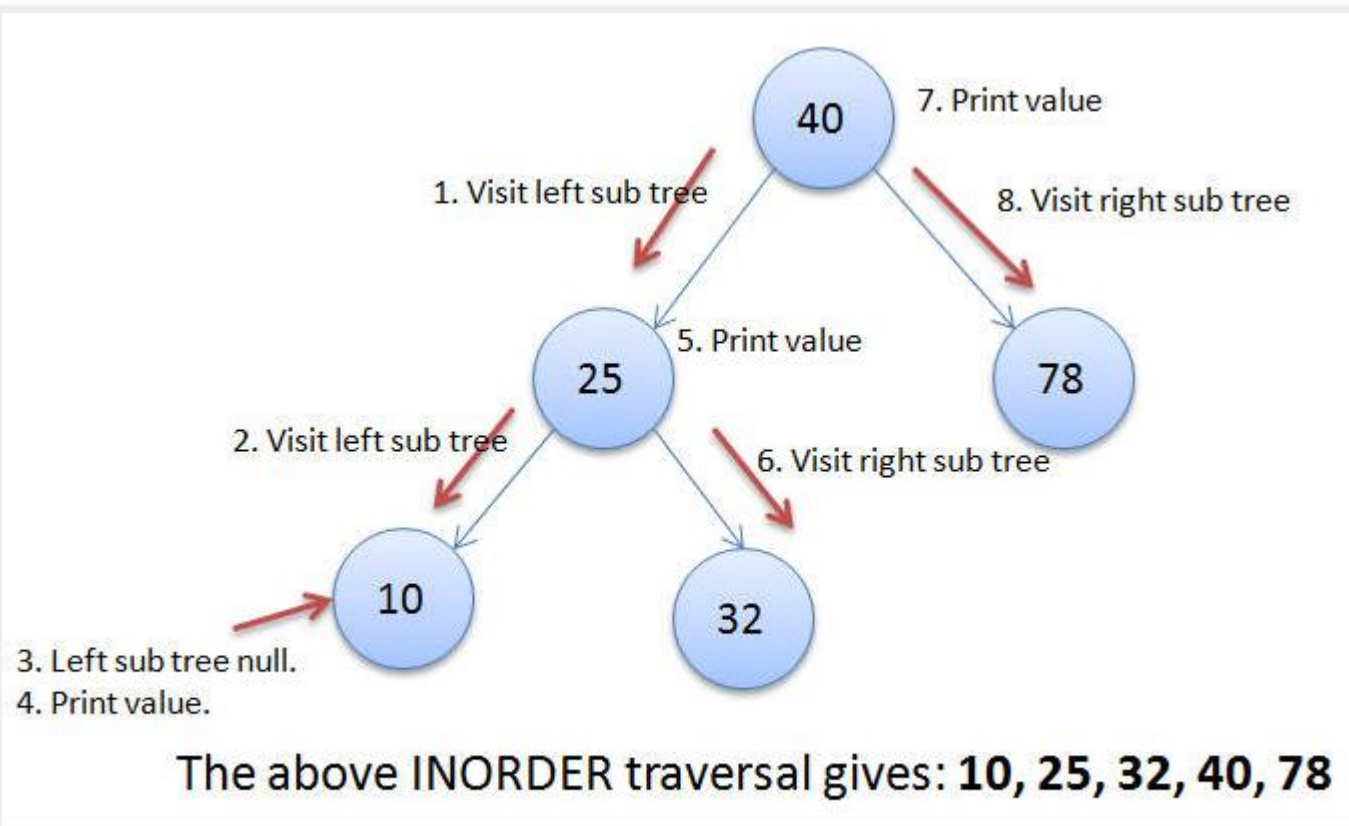 40
7. Print value
1. Visit left sub tree
8. Visit right sub tree
5. Print value
25
78
2. Visit left sub tree
6. Visit right sub tree
10
32
3. Left sub tree null.
4. Print value.
The above INORDER traversal gives: 10, 25, 32, 40, 78